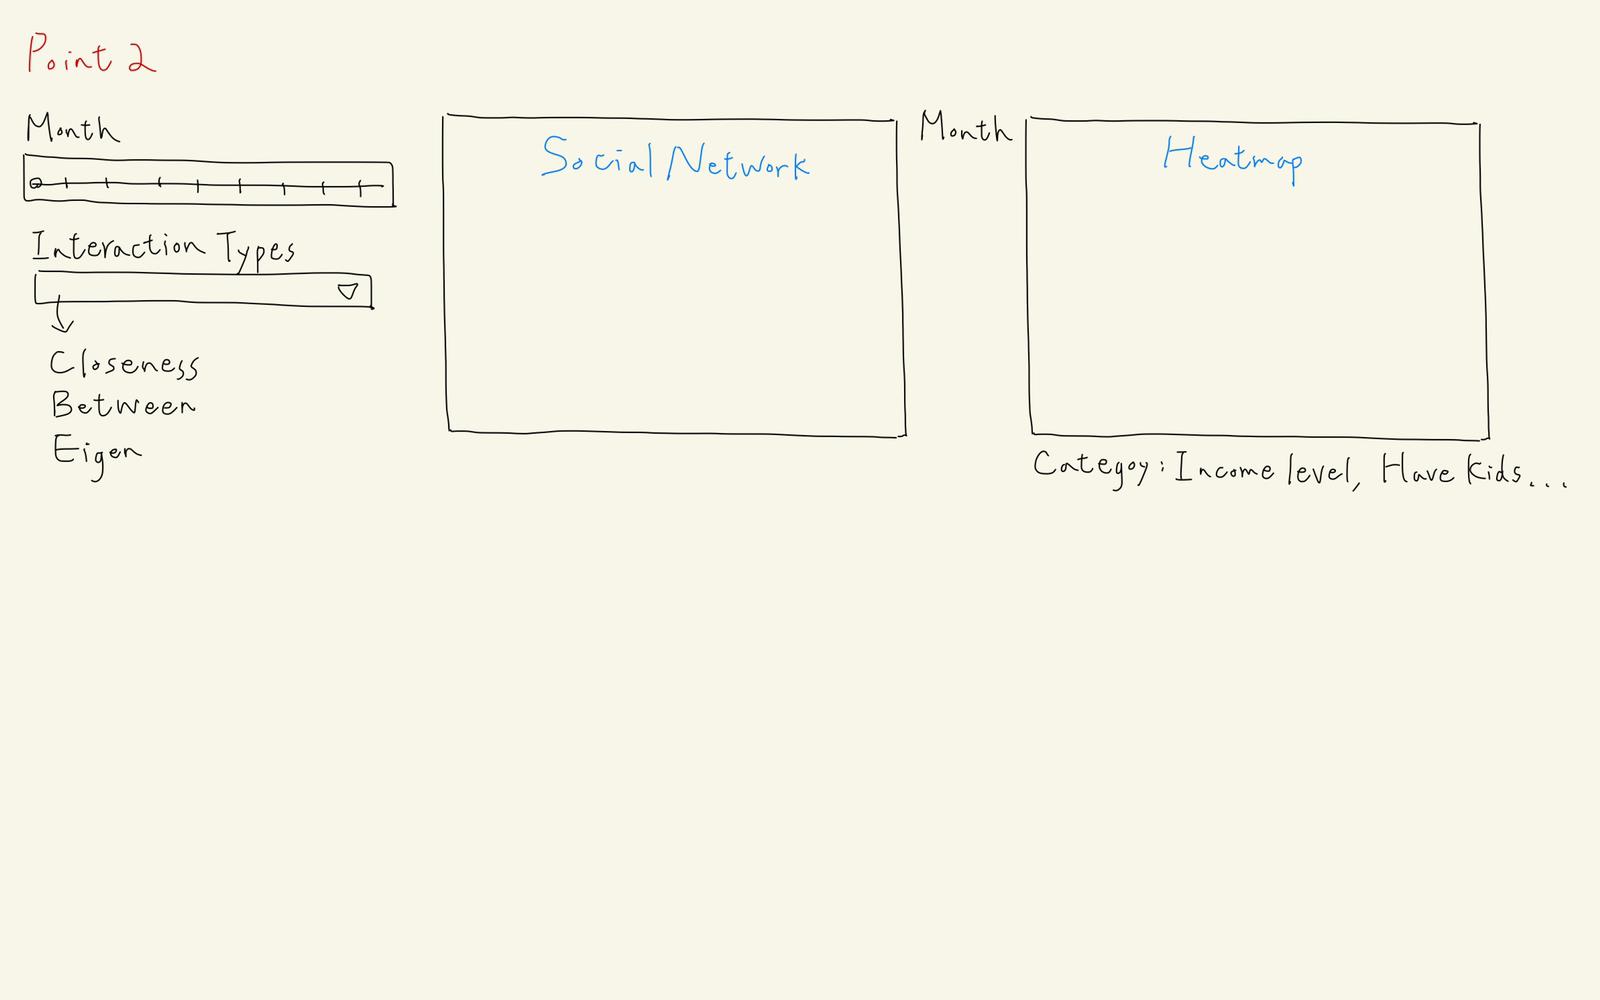 Point 2
Month
Interaction Types
Closeness
Between
Eigen
Social Network
Month
Heatmap
Categoy: Income level, Have kids...